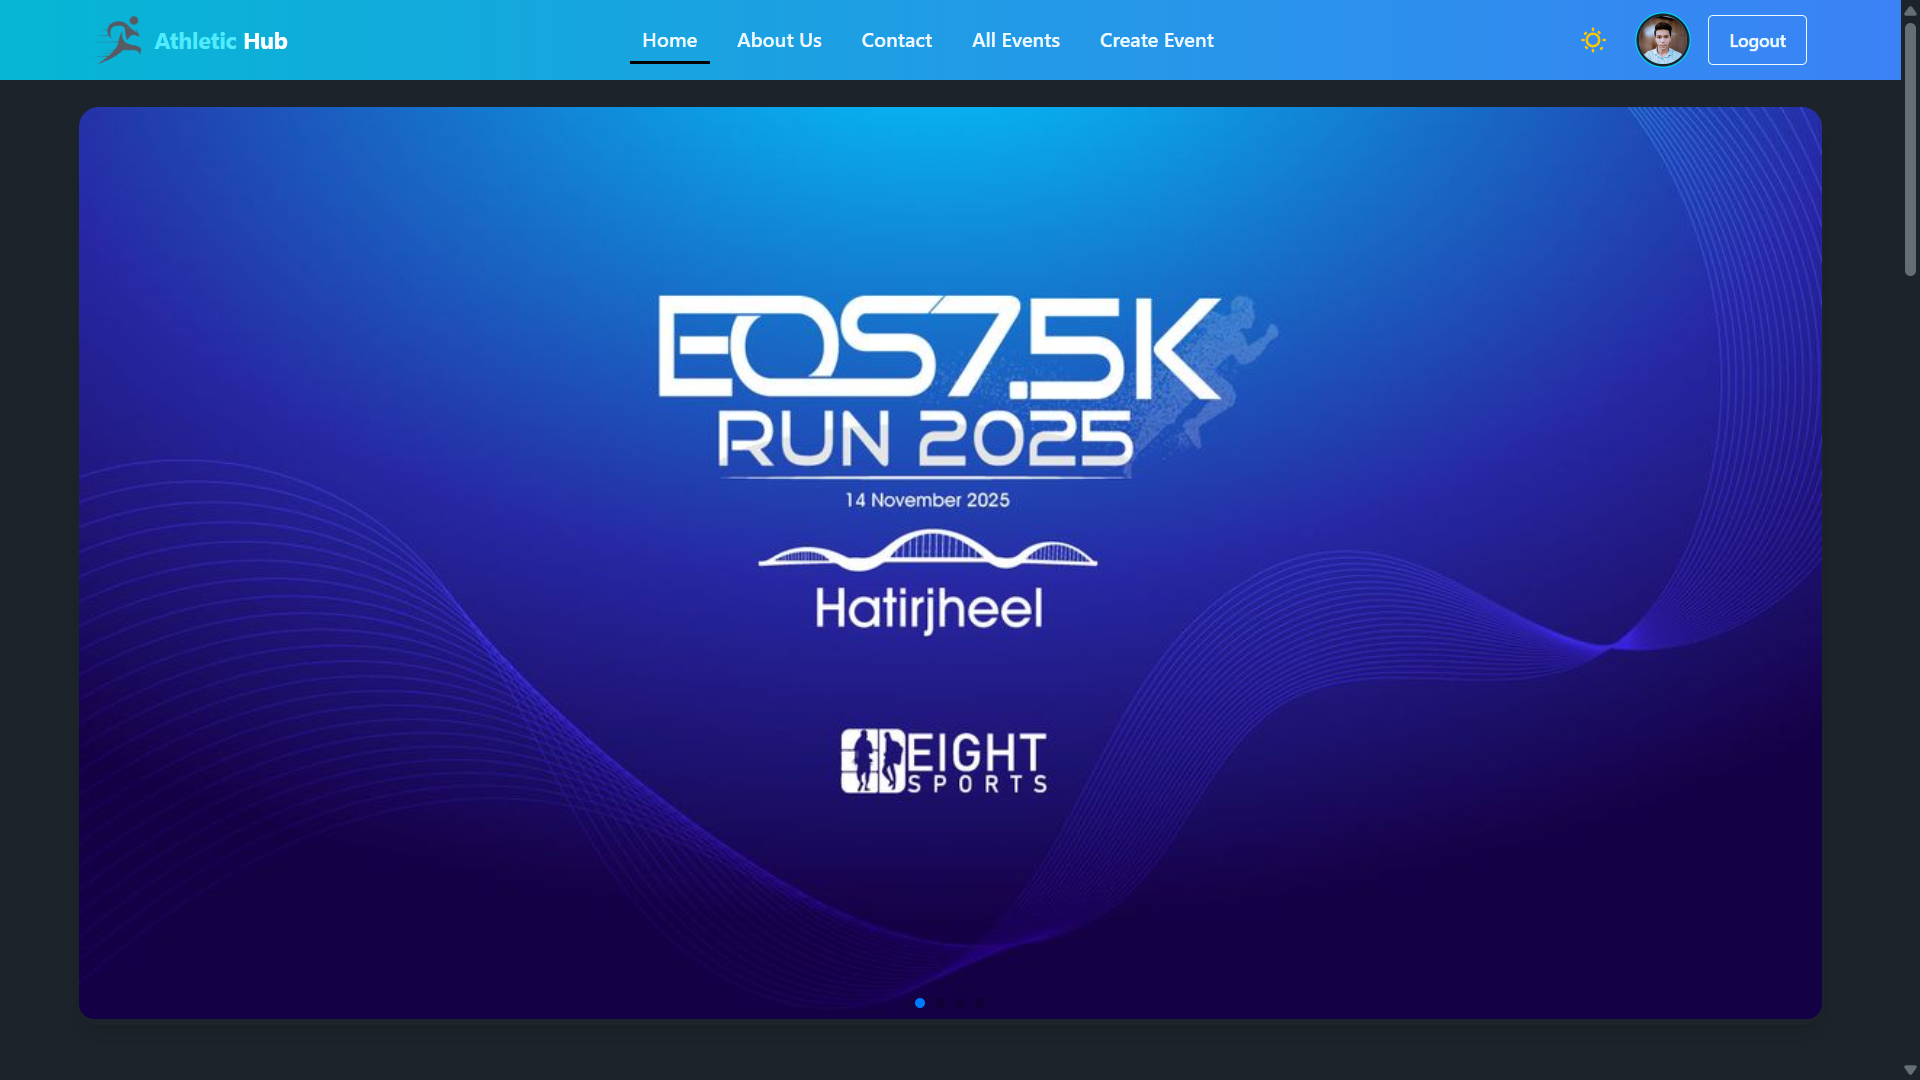 Athletic Hub
Home
About Us
Contact
All Events
Create Event
Logout
EOS7.5K
RUN 2025
14 November 2025
Hatirjheel
EIGHT
SPORTS